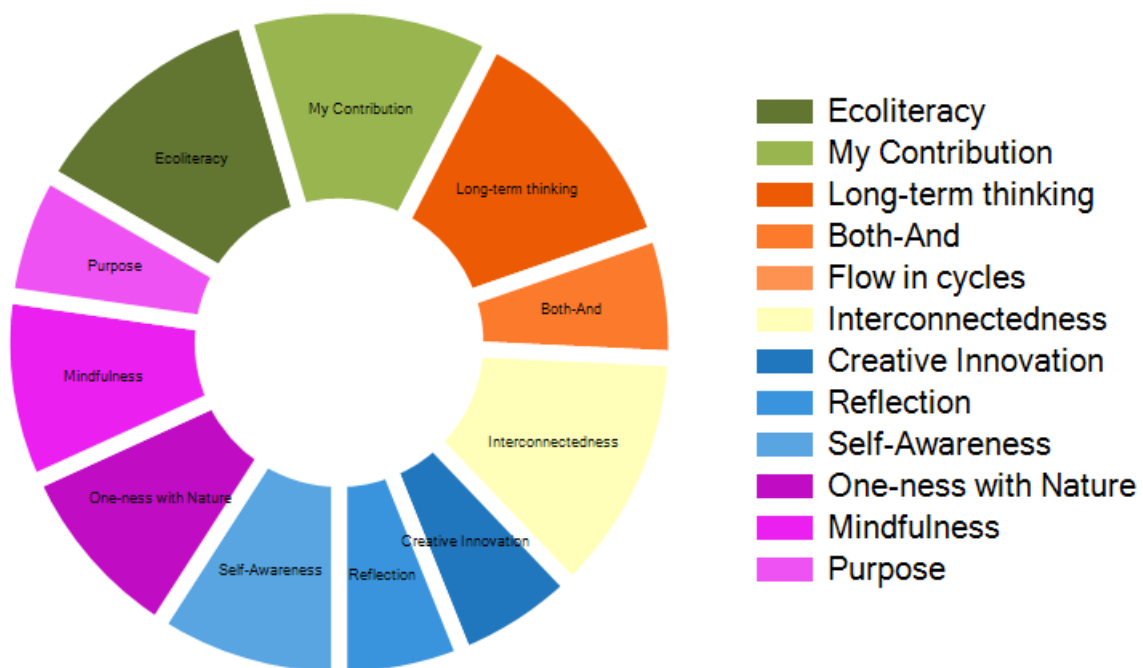 My Contribution
Ecoliteracy
Long-term thinking
Purpose
Both-And
Mindfulness
Interconnectedness
One-ness with Nature
Creative Innovation
Self-Awareness
Reflection
Ecoliteracy
My Contribution
Long-term thinking
Both-And
Flow in cycles
Interconnectedness
Creative Innovation
Reflection
Self-Awareness
One-ness with Nature
Mindfulness
Purpose